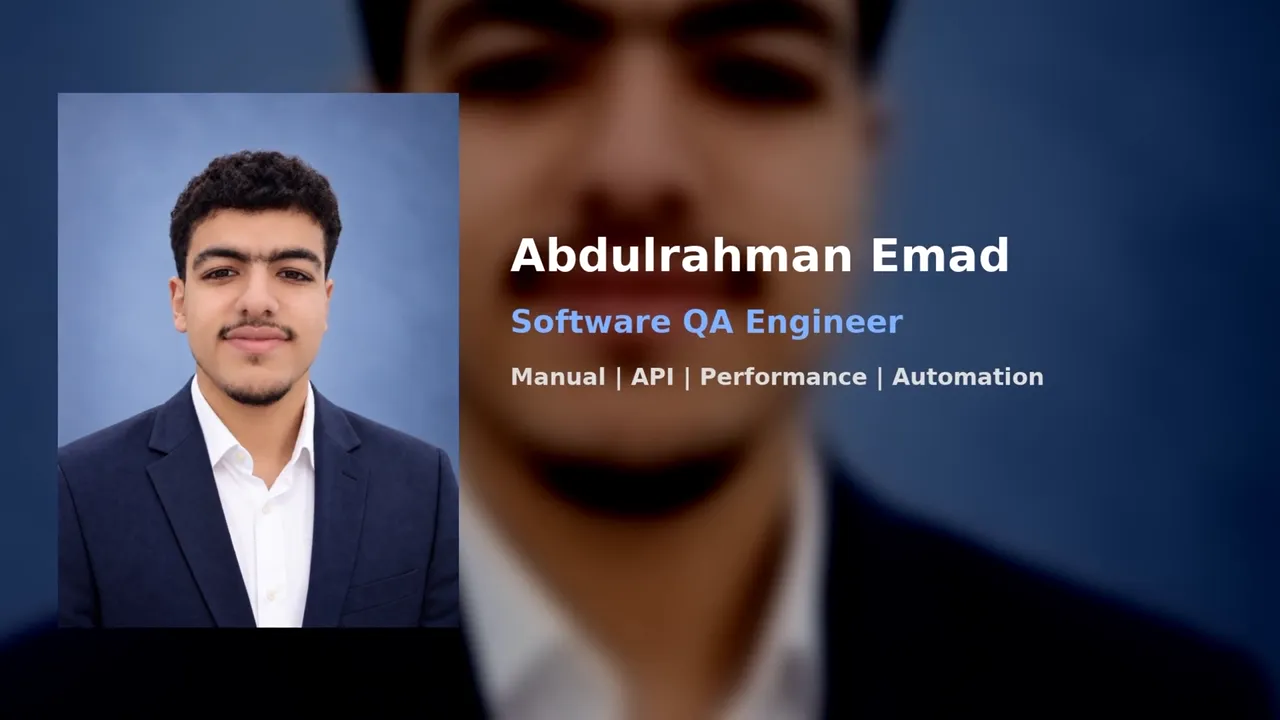 Abdulrahman Emad
Software QA Engineer
Manual | API | Performance | Automation